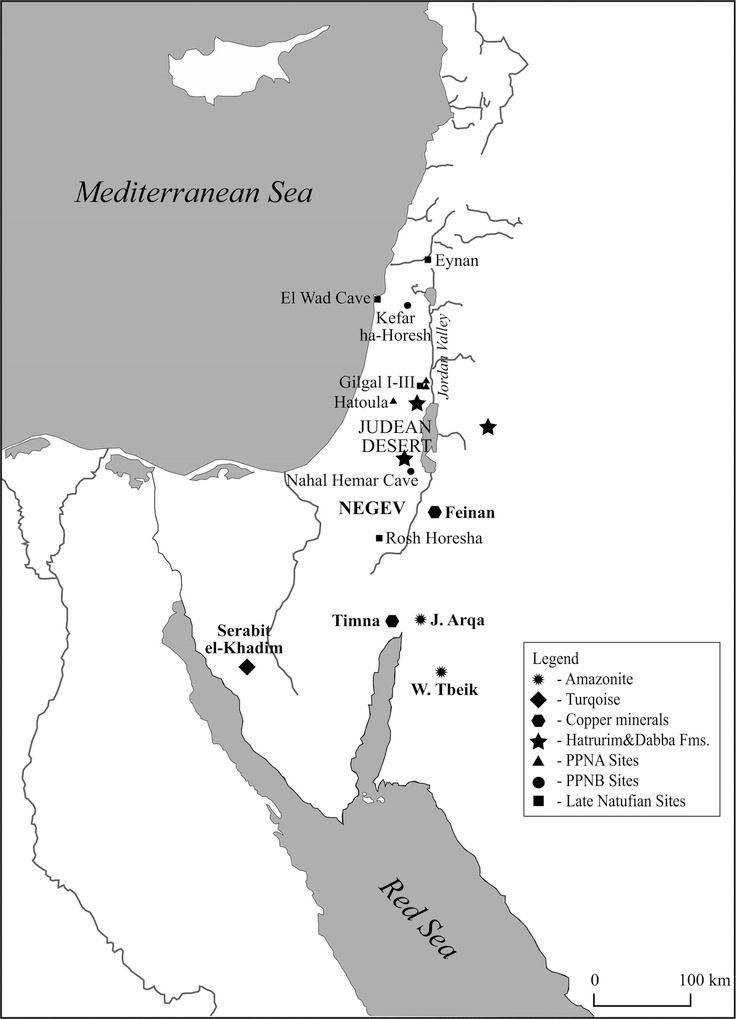 Mediterranean Sea
Eynan
El Wad Cave
Kefar
ha-Horesh
Jordan Valley
Gilgal I-III
Hatoula
JUDEAN
DESERT
Nahal Hemar Cave
NEGEV
Feinan
Rosh Horesha
Timna
J. Arqa
Serabit
el-Khadim
W. Tbeik
Legend
- Amazonite
- Turqoise
- Copper minerals
- Hatrurim&Dabba Fms.
- PPNA Sites
- PPNB Sites
- Late Natufian Sites
Red Sea
0 100 km